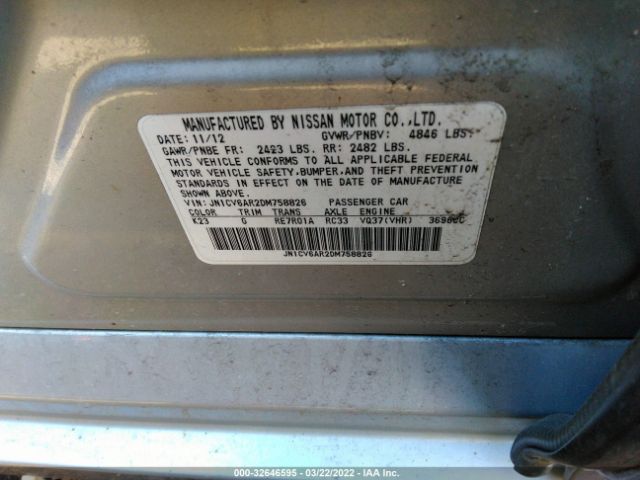 MANUFACTURED BY NISSAN MOTOR CO.,LTD.
DATE: 11/12 GVWR/PNBV: 4846 LBS.
GAWR/PNBE FR: 2423 LBS. RR: 2482 LBS.
THIS VEHICLE CONFORMS TO ALL APPLICABLE FEDERAL
MOTOR VEHICLE SAFETY,BUMPER,AND THEFT PREVENTION
STANDARDS IN EFFECT ON THE DATE OF MANUFACTURE
SHOWN ABOVE.
VIN: JN1CV6AR2DM758826 PASSENGER CAR
COLOR TRIM TRANS AXLE ENGINE
K23 G RE7R01A RC33 VQ37(VHR) 3696CC
JN1CV6AR2DM758826
000-32646595 - 03/22/2022 - IAA Inc.